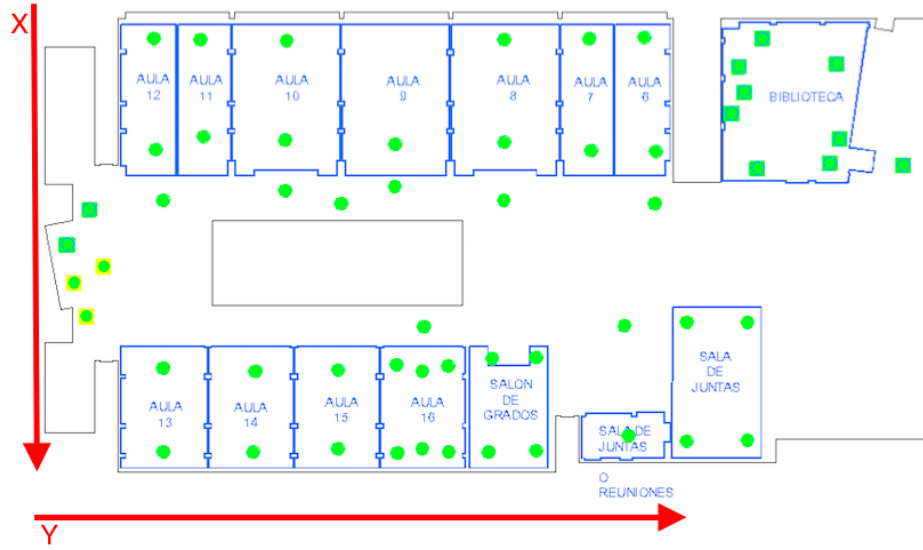 X
AULA
12
AULA
11
AULA
10
AULA
9
AULA
8
AULA
7
AULA
6
BIBLIOTECA
AULA
13
AULA
14
AULA
15
AULA
16
SALON
DE
GRADOS
SALA DE
JUNTAS
O
REUNIONES
SALA
DE
JUNTAS
Y